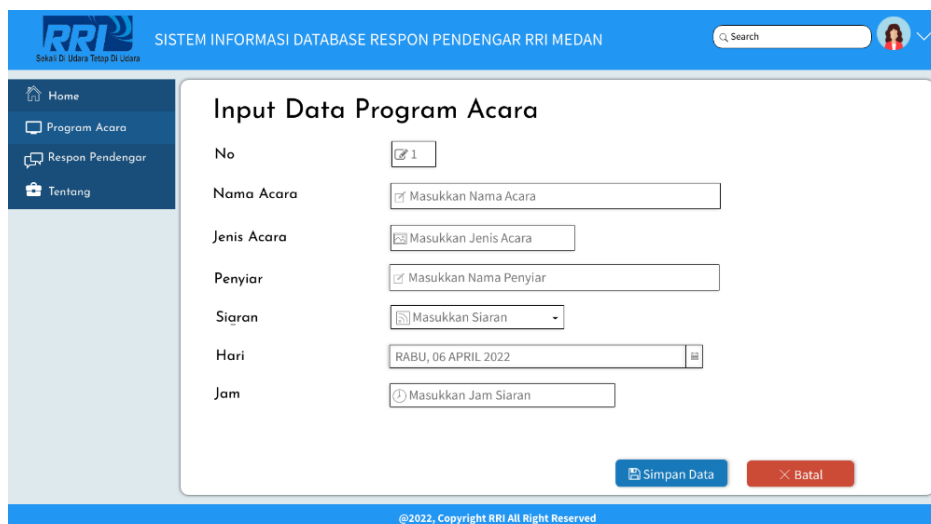 RRI
Sekali Di Udara Tetap Di Udara
SISTEM INFORMASI DATABASE RESPON PENDENGAR RRI MEDAN
Search
Home
Program Acara
Respon Pendengar
Tentang
Input Data Program Acara
No
1
Nama Acara
Masukkan Nama Acara
Jenis Acara
Masukkan Jenis Acara
Penyiar
Masukkan Nama Penyiar
Siaran
Masukkan Siaran
Hari
RABU, 06 APRIL 2022
Jam
Masukkan Jam Siaran
Simpan Data
Batal
@2022, Copyright RRI All Right Reserved